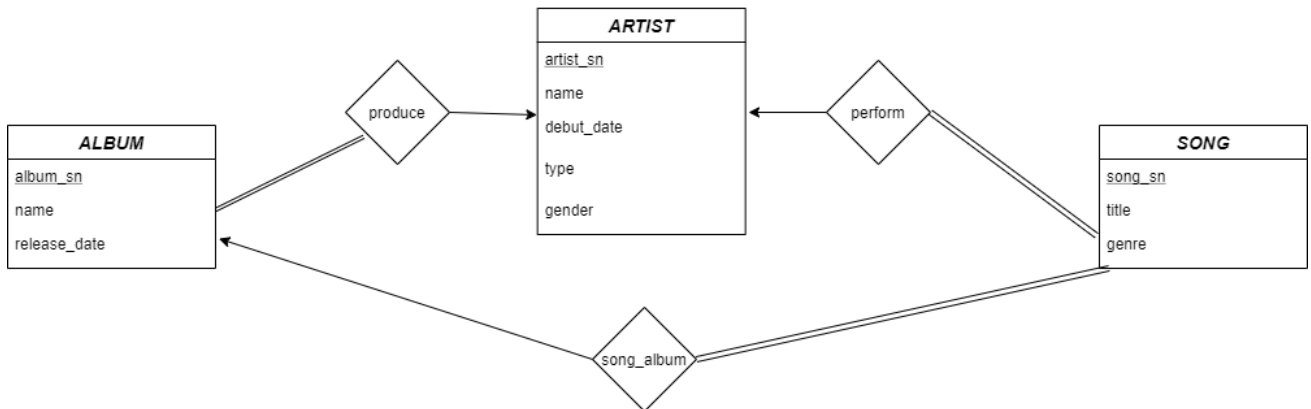 ARTIST
artist_sn
name
debut_date
type
gender
produce
perform
ALBUM
album_sn
name
release_date
SONG
song_sn
title
genre
song_album